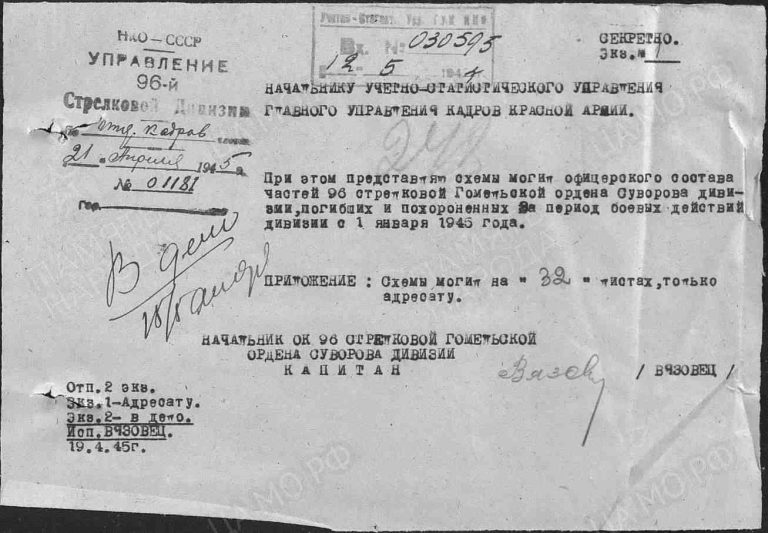 НКО — СССР
УПРАВЛЕНИЕ
96-й
Стрелковой Дивизии
отд. Кадров
21 " Апреля 1945 г.
№ 01181
Гор.
Вх. № 030595
12 5 194
СЕКРЕТНО.
Экз.№ 1
НАЧАЛЬНИКУ УЧЕТНО-СТАТИСТИЧЕСКОГО УПРАВЛЕНИЯ
ГЛАВНОГО УПРАВЛЕНИЯ КАДРОВ КРАСНОЙ АРМИИ.
При этом представляю схемы могил офицерского состава
частей 96 стрелковой Гомельской ордена Суворова диви-
зии,погибших и похороненных за период боевых действий
дивизии с 1 января 1945 года.
В дело
ПРИЛОЖЕНИЕ : Схемы могил на " 32 " листах,только
адресату.
НАЧАЛЬНИК ОК 96 СТРЕЛКОВОЙ ГОМЕЛЬСКОЙ
ОРДЕНА СУВОРОВА ДИВИЗИИ
КАПИТАН
/ ВЯЗОВЕЦ /
Отп.2 экз.
Экз.1-Адресату.
Экз.2- в дело.
Исп.ВЯЗОВЕЦ.
19.4.45г.
ЦАМО.РФ